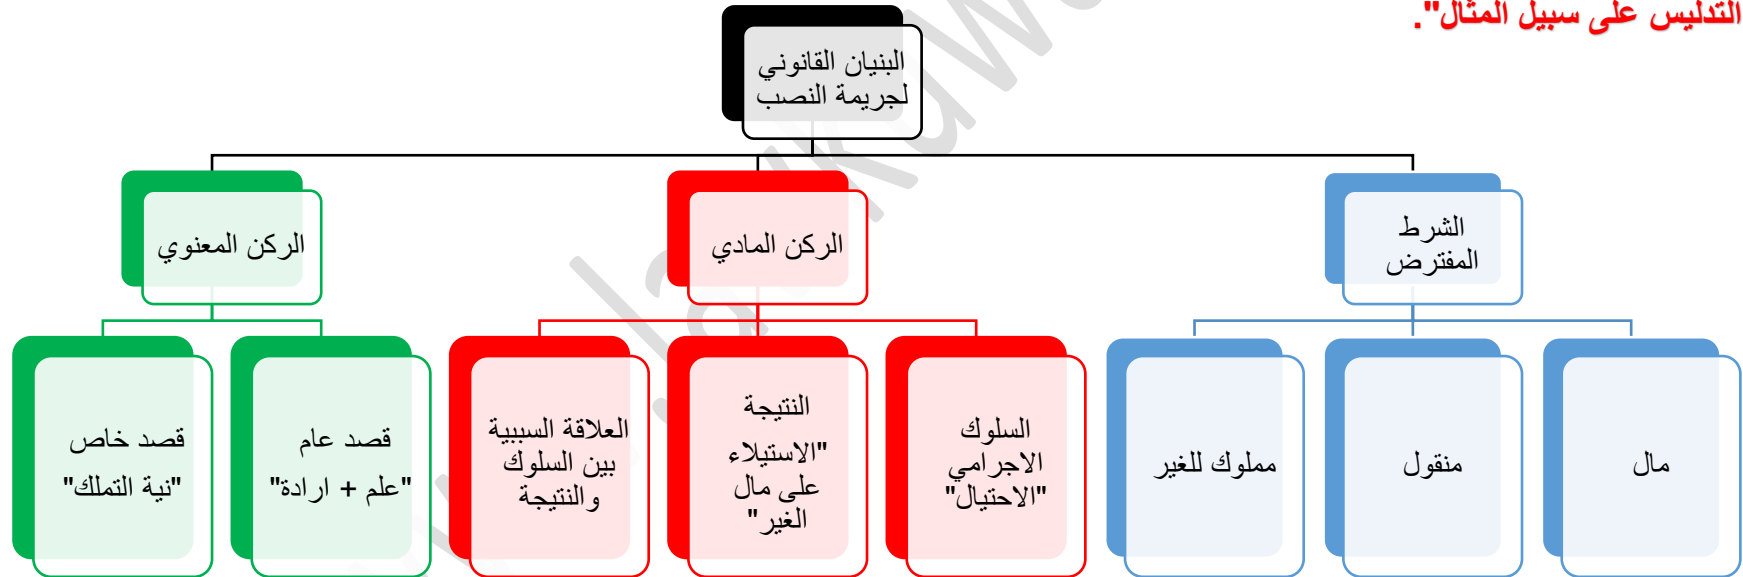 التدليس على سبيل المثال".
البنيان القانوني
لجريمة النصب
الشرط
المفترض
الركن المادي
الركن المعنوي
مال
منقول
مملوك للغير
السلوك
الاجرامي
"الاحتيال"
النتيجة
"الاستيلاء
على مال
الغير"
العلاقة السببية
بين السلوك
والنتيجة
قصد عام
"علم + ارادة"
قصد خاص
"نية التملك"